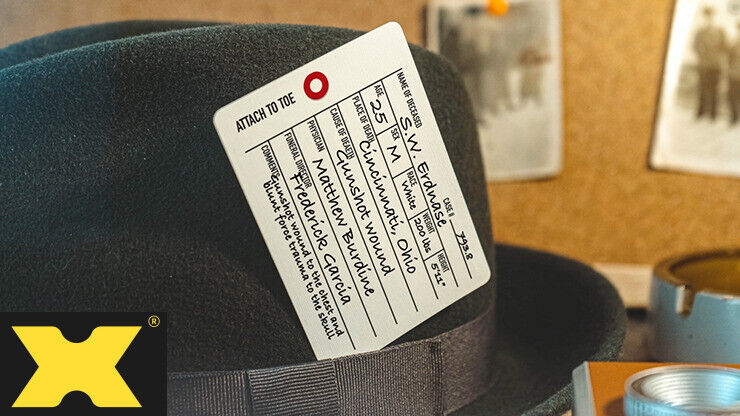 ATTACH TO TOE
NAME OF DECEASED S.W. Erdnase CASE # 793.8
AGE 25 SEX M RACE White WEIGHT 200 lbs HEIGHT 5'11"
PLACE OF DEATH Cincinnati, Ohio
CAUSE OF DEATH Gunshot wound
PHYSICIAN Matthew Burdine
FUNERAL DIRECTOR Frederick Garcia
COMMENTS Gunshot wound to the chest and
blunt force trauma to the skull
X®